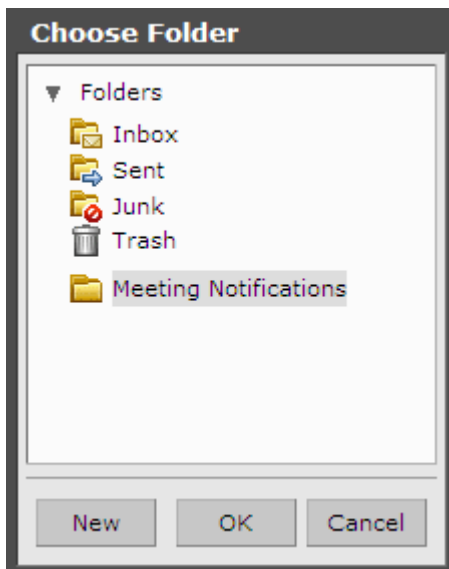 Choose Folder
Folders
Inbox
Sent
Junk
Trash
Meeting Notifications
New OK Cancel